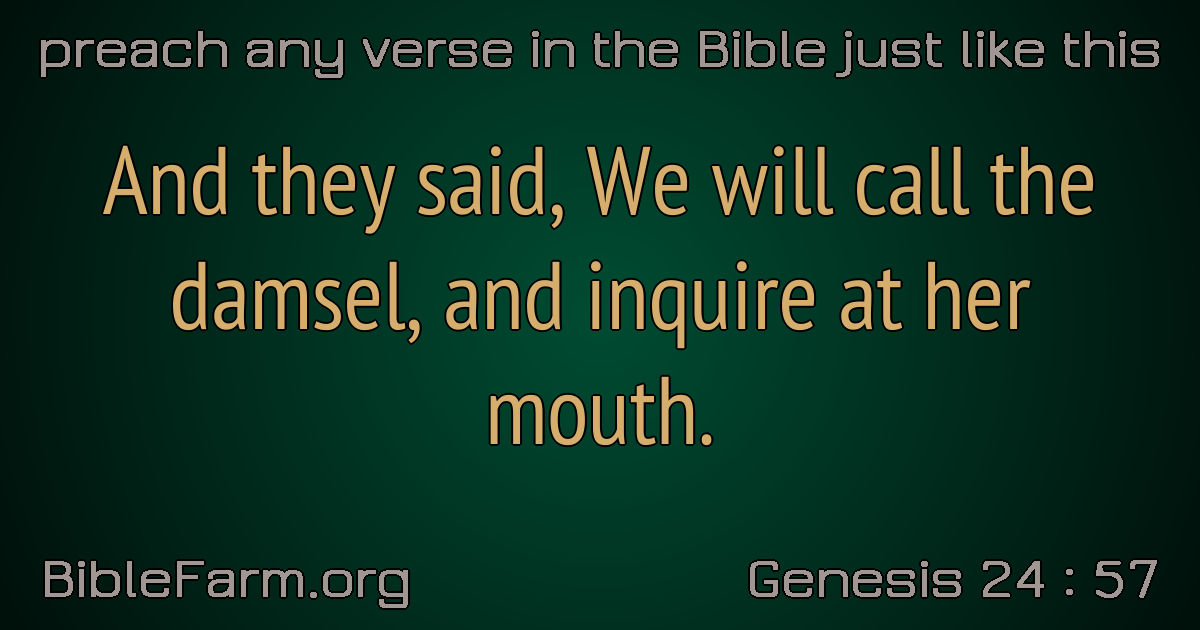 preach any verse in the Bible just like this
And they said, We will call the
damsel, and inquire at her
mouth.
BibleFarm.org
Genesis 24 : 57